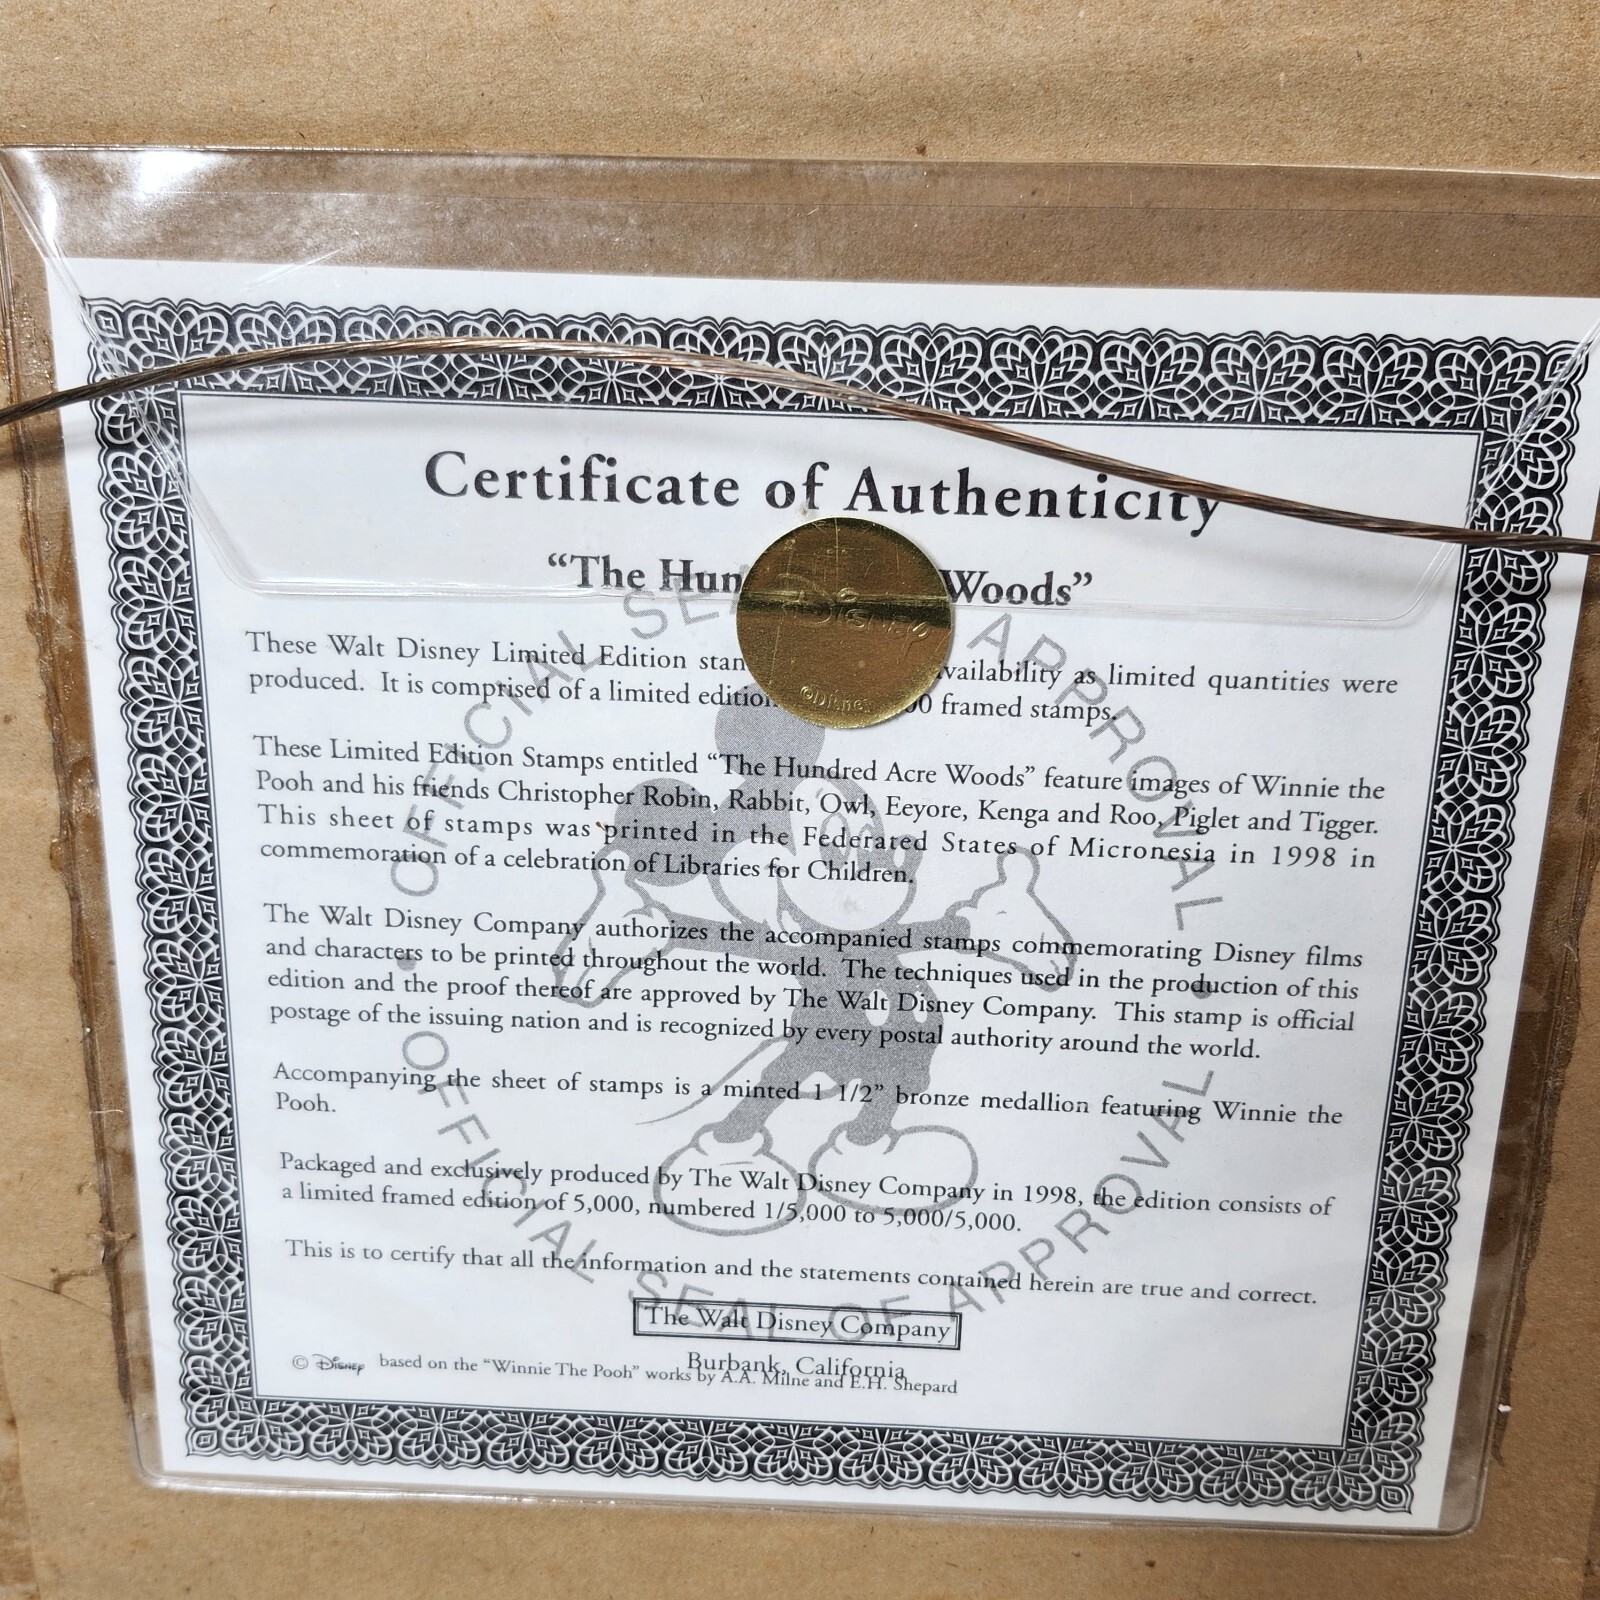 Certificate of Authenticity
“The Hun Woods”
These Walt Disney Limited Edition stan vailability as limited quantities were
produced. It is comprised of a limited edition 00 framed stamps.
These Limited Edition Stamps entitled “The Hundred Acre Woods” feature images of Winnie the
Pooh and his friends Christopher Robin, Rabbit, Owl, Eeyore, Kenga and Roo, Piglet and Tigger.
This sheet of stamps was printed in the Federated States of Micronesia in 1998 in
commemoration of a celebration of Libraries for Children.
The Walt Disney Company authorizes the accompanied stamps commemorating Disney films
and characters to be printed throughout the world. The techniques used in the production of this
edition and the proof thereof are approved by The Walt Disney Company. This stamp is official
postage of the issuing nation and is recognized by every postal authority around the world.
Accompanying the sheet of stamps is a minted 1 1/2” bronze medallion featuring Winnie the
Pooh.
Packaged and exclusively produced by The Walt Disney Company in 1998, the edition consists of
a limited framed edition of 5,000, numbered 1/5,000 to 5,000/5,000.
This is to certify that all the information and the statements contained herein are true and correct.
The Walt Disney Company
Burbank, California
© Disney based on the “Winnie The Pooh” works by A.A. Milne and E.H. Shepard
Disney
©Disney
OFFICIAL SEAL OF APPROVAL
OFFICIAL SEAL OF APPROVAL